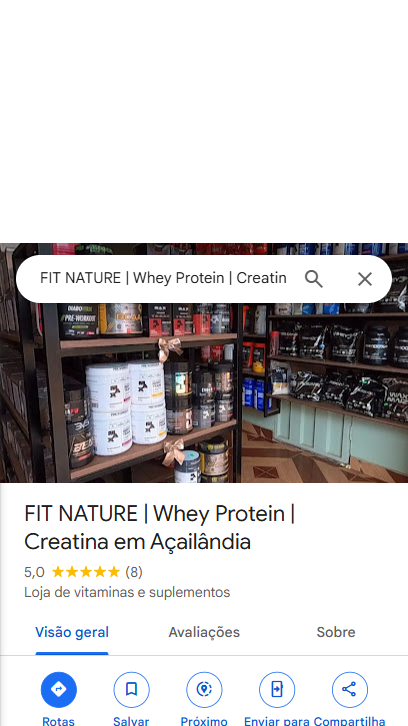 FIT NATURE | Whey Protein | Creatin
PRE-WORKOUT
FIT NATURE | Whey Protein |
Creatina em Açailândia
5,0 (8)
Loja de vitaminas e suplementos
Visão geral Avaliações Sobre
Rotas Salvar Próximo Enviar para Compartilha